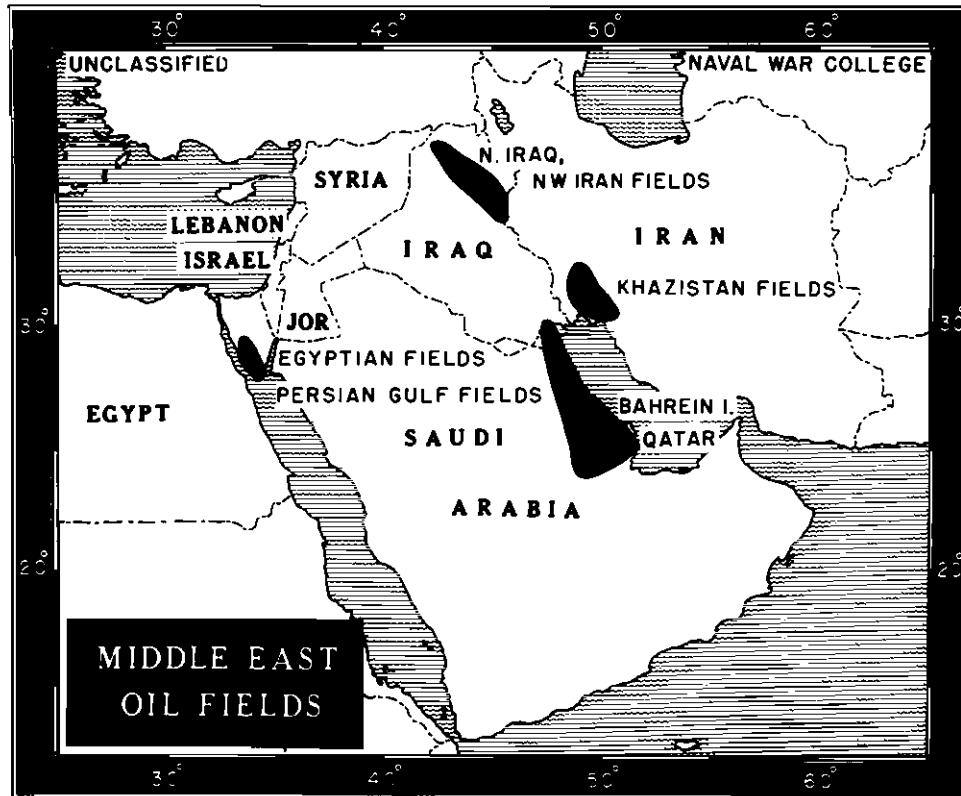 30° 40° 50° 60°
UNCLASSIFIED
NAVAL WAR COLLEGE
N. IRAQ,
NW IRAN FIELDS
SYRIA
LEBANON
ISRAEL
IRAQ
IRAN
KHAZISTAN FIELDS
30°
JOR
30°
EGYPTIAN FIELDS
PERSIAN GULF FIELDS
EGYPT
BAHREIN I.
QATAR
SAUDI
ARABIA
20°
20°
MIDDLE EAST
OIL FIELDS
30° 40° 50° 60°